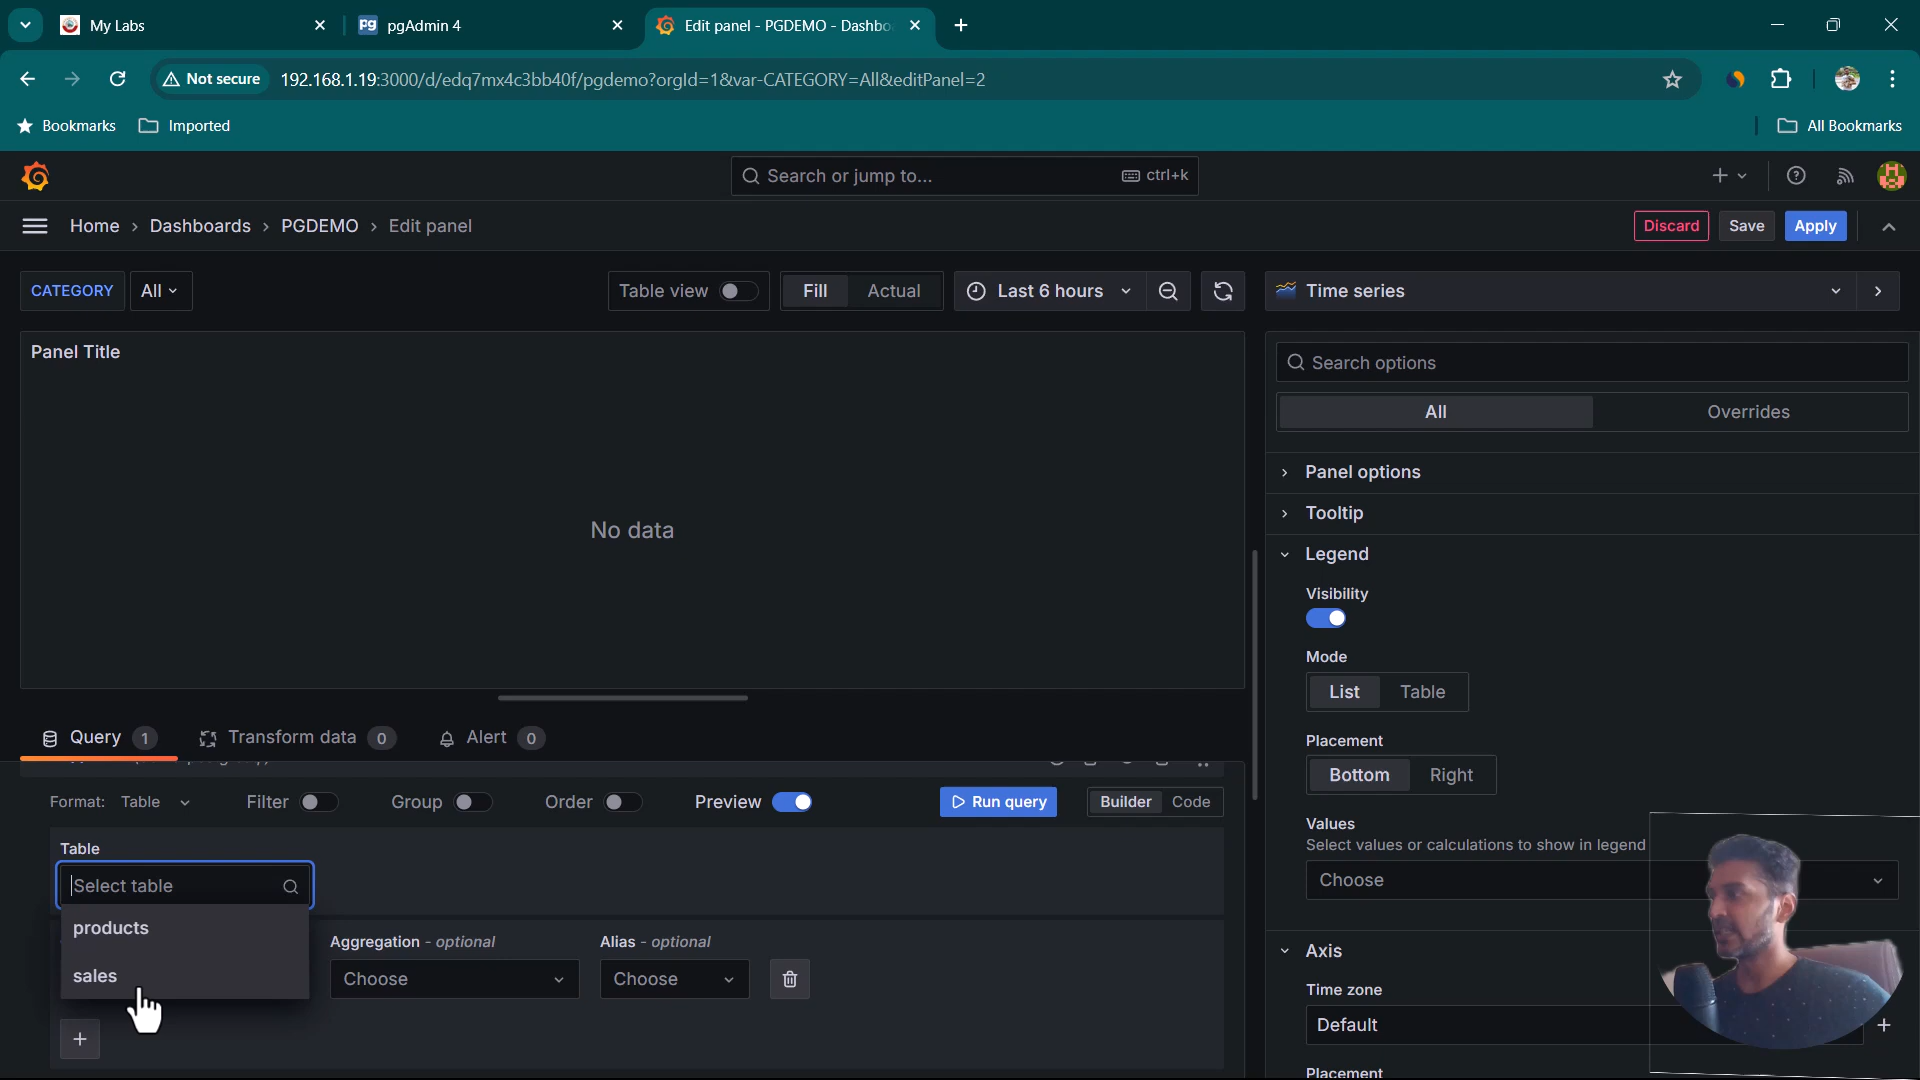 My Labs
pgAdmin 4
Edit panel - PGDEMO - Dashbo
Not secure
192.168.1.19:3000/d/edq7mx4c3bb40f/pgdemo?orgId=1&var-CATEGORY=All&editPanel=2
Bookmarks
Imported
All Bookmarks
Search or jump to...
ctrl+k
Home › Dashboards › PGDEMO › Edit panel
Discard
Save
Apply
CATEGORY
All
Table view
Fill
Actual
Last 6 hours
Time series
Panel Title
No data
Search options
All
Overrides
Panel options
Tooltip
Legend
Visibility
Mode
List
Table
Placement
Bottom
Right
Values
Select values or calculations to show in legend
Choose
Axis
Time zone
Default
Placement
Query 1
Transform data 0
Alert 0
Format: Table
Filter
Group
Order
Preview
Run query
Builder
Code
Table
Select table
products
sales
Aggregation - optional
Choose
Alias - optional
Choose